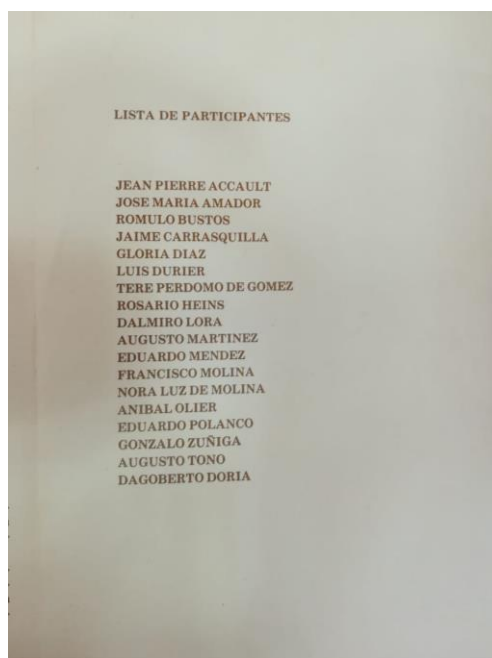 LISTA DE PARTICIPANTES
JEAN PIERRE ACCAULT
JOSE MARIA AMADOR
ROMULO BUSTOS
JAIME CARRASQUILLA
GLORIA DIAZ
LUIS DURIER
TERE PERDOMO DE GOMEZ
ROSARIO HEINS
DALMIRO LORA
AUGUSTO MARTINEZ
EDUARDO MENDEZ
FRANCISCO MOLINA
NORA LUZ DE MOLINA
ANIBAL OLIER
EDUARDO POLANCO
GONZALO ZUÑIGA
AUGUSTO TONO
DAGOBERTO DORIA